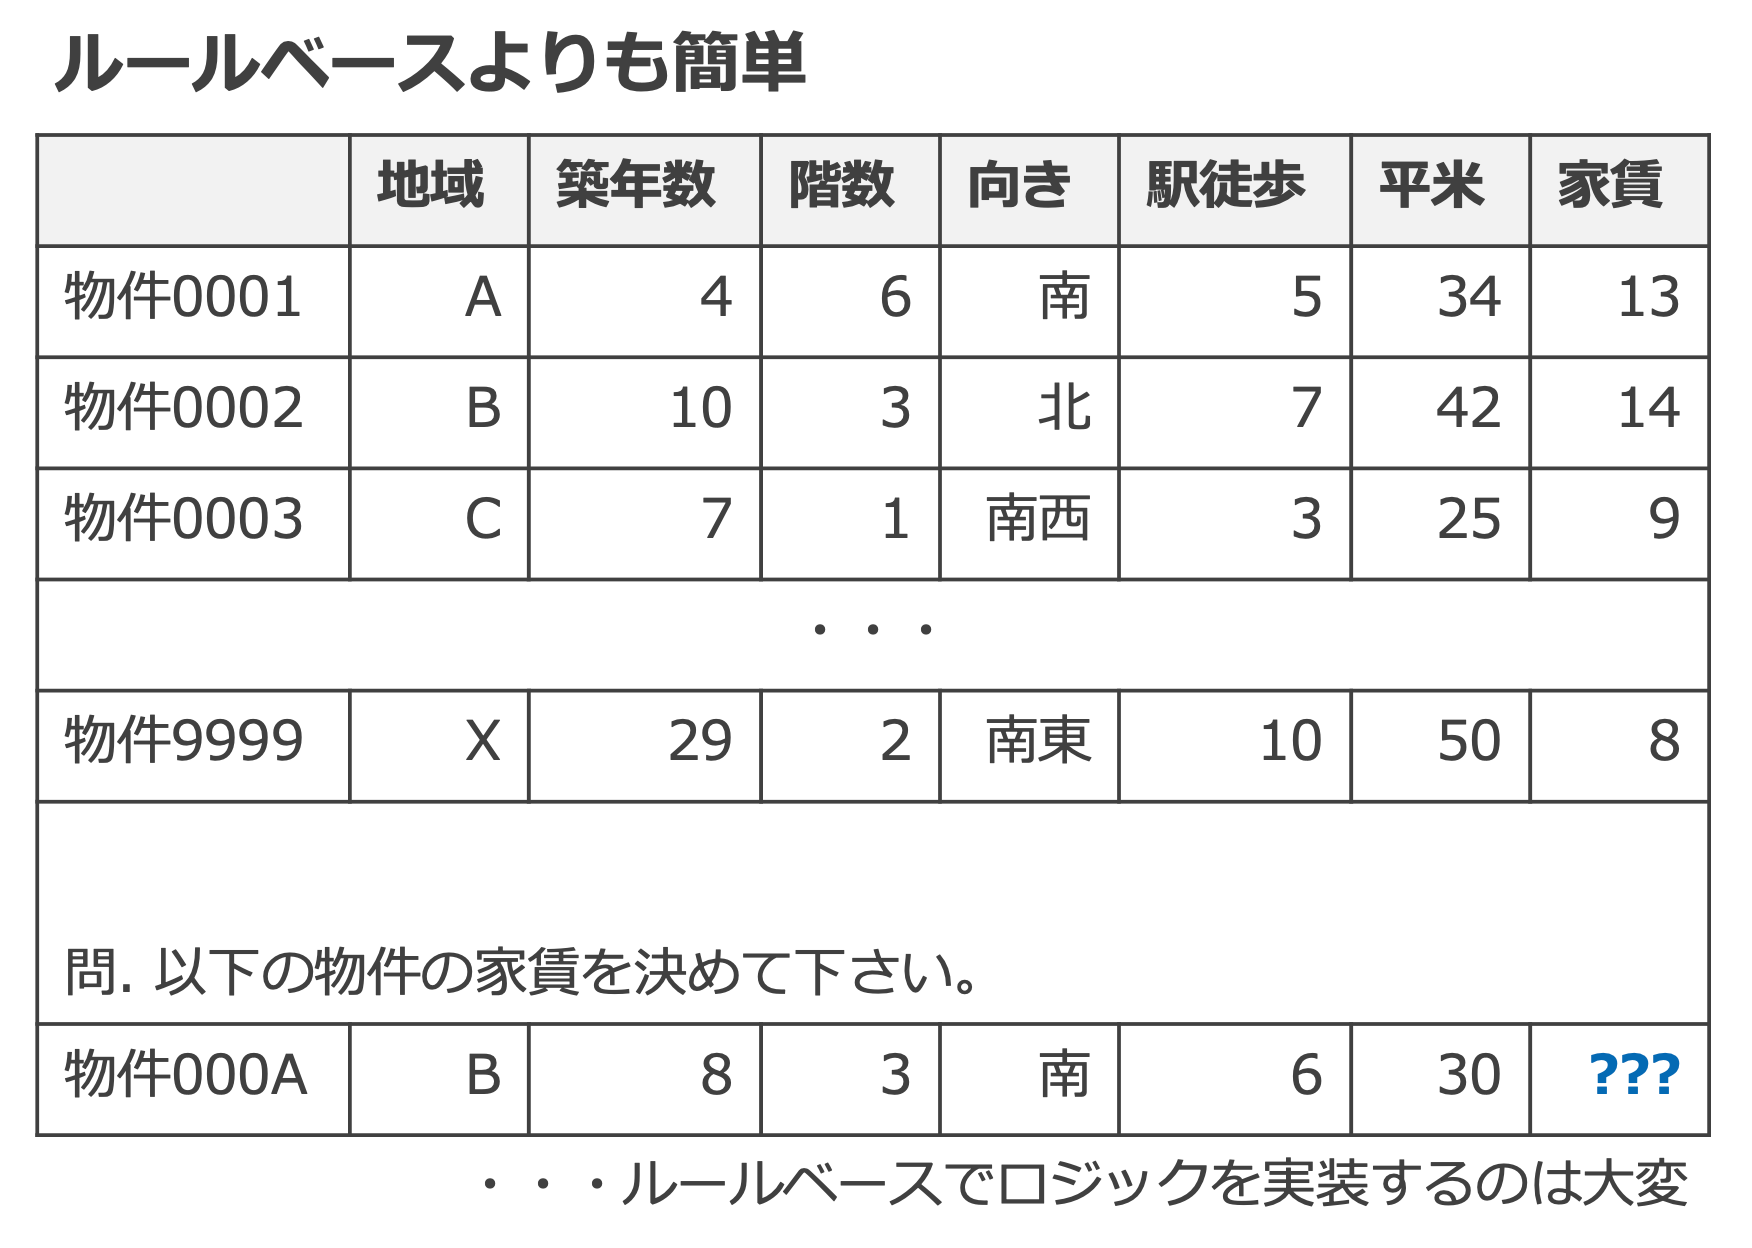 ルールベースよりも簡単
地域 築年数 階数 向き 駅徒歩 平米 家賃
物件0001 A 4 6 南 5 34 13
物件0002 B 10 3 北 7 42 14
物件0003 C 7 1 南西 3 25 9
・・・
物件9999 X 29 2 南東 10 50 8
問. 以下の物件の家賃を決めて下さい。
物件000A B 8 3 南 6 30 ???
・・・ルールベースでロジックを実装するのは大変